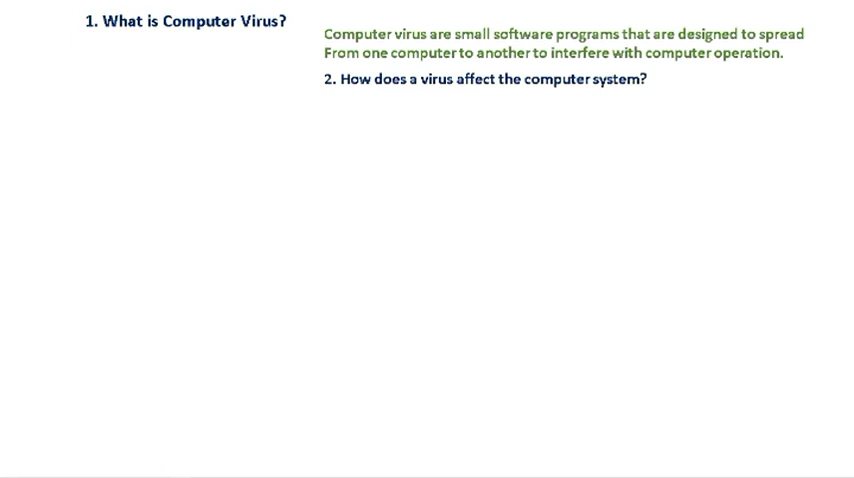 1. What is Computer Virus?
Computer virus are small software programs that are designed to spread
From one computer to another to interfere with computer operation.
2. How does a virus affect the computer system?